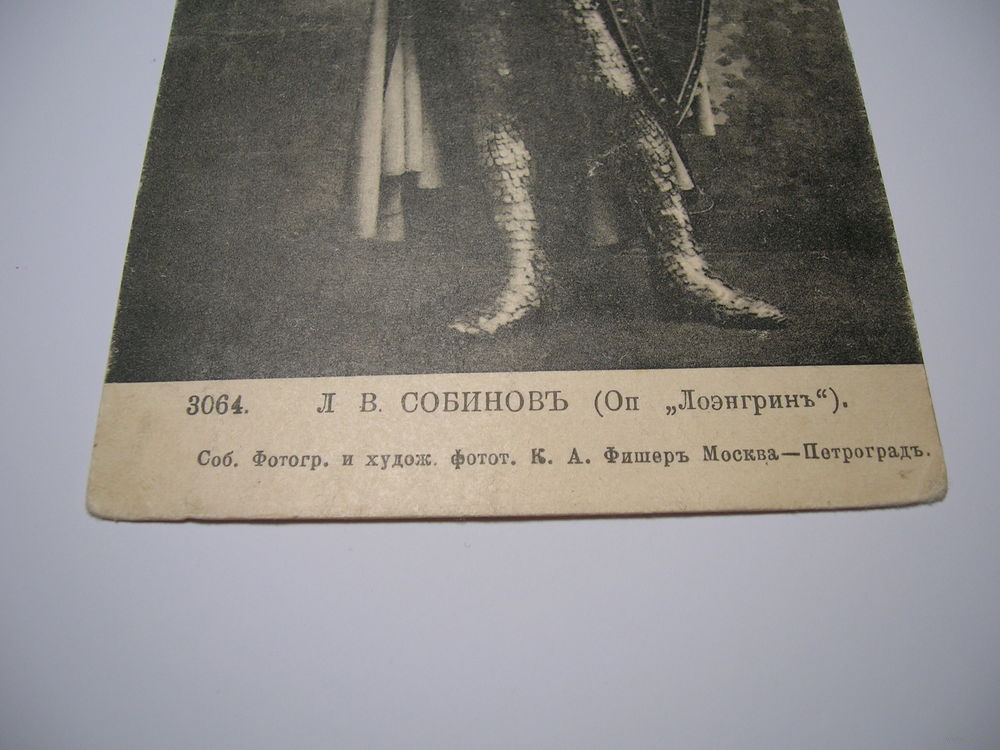 3064. Л В. СОБИНОВЪ (Оп „Лоэнгринъ“).
Соб. Фотогр. и худож. фотот. К. А. Фишеръ Москва—Петроградъ.